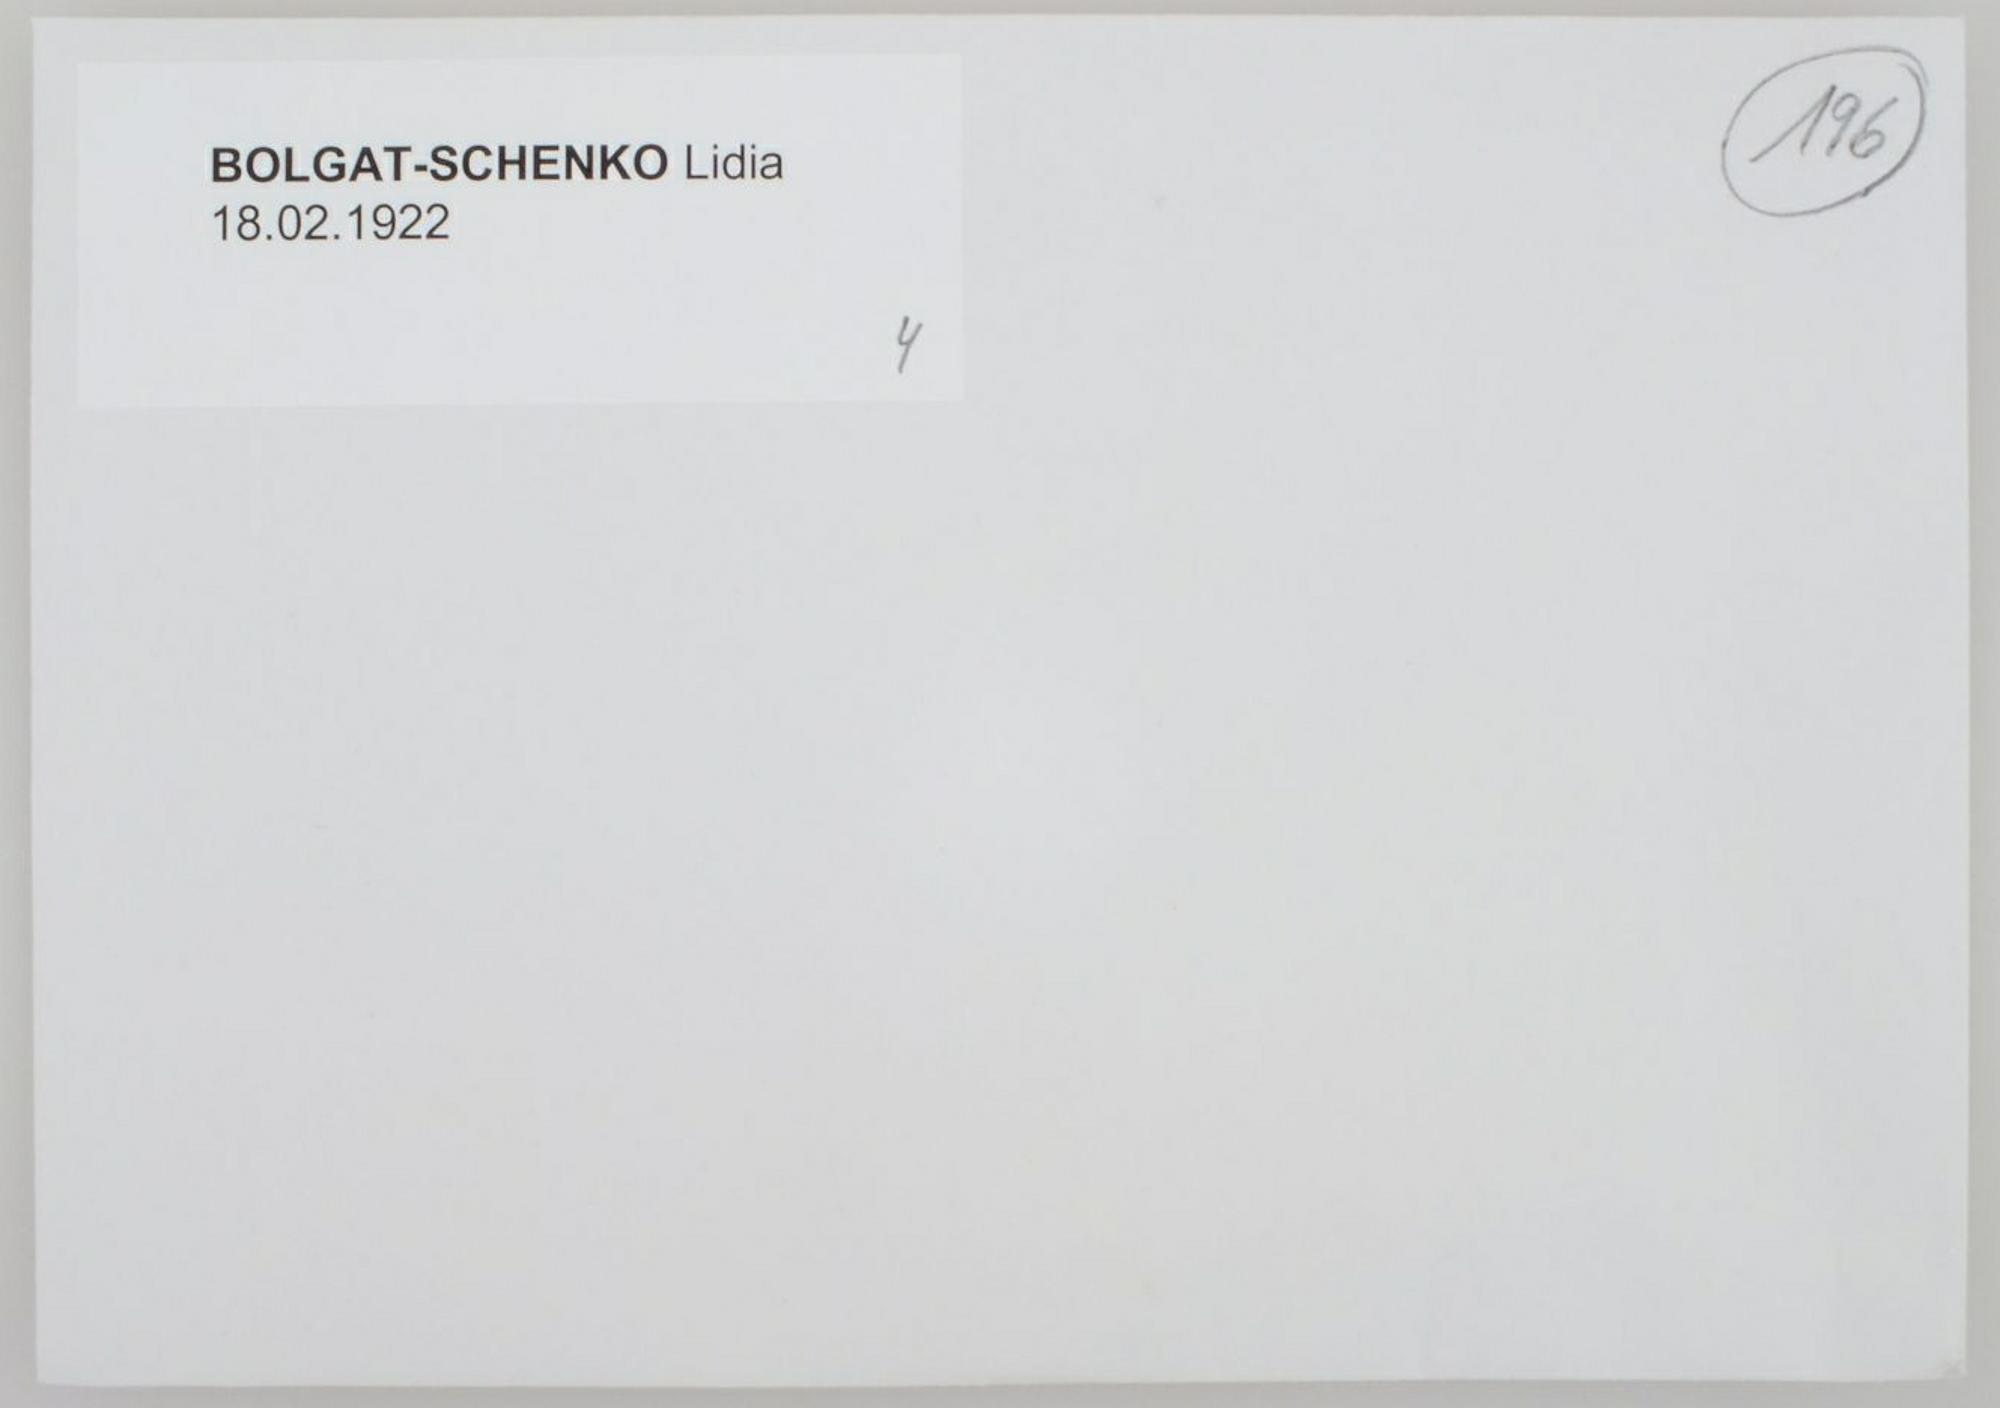 BOLGAT-SCHENKO Lidia
18.02.1922
4
196